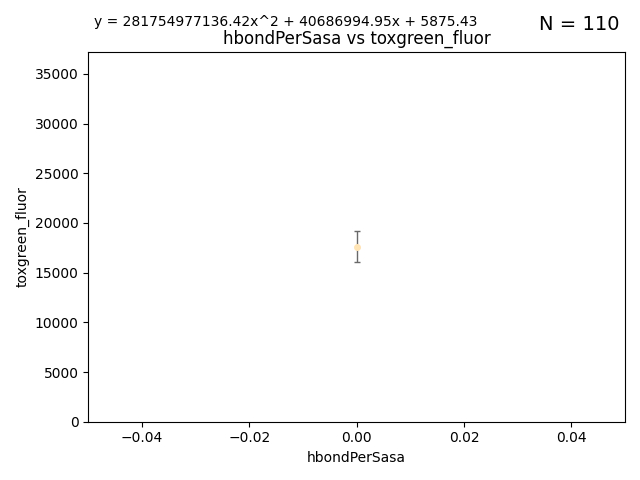 y = 281754977136.42x^2 + 40686994.95x + 5875.43
N = 110
hbondPerSasa vs toxgreen_fluor
35000
30000
25000
20000
15000
10000
5000
0
toxgreen_fluor
−0.04 −0.02 0.00 0.02 0.04
hbondPerSasa